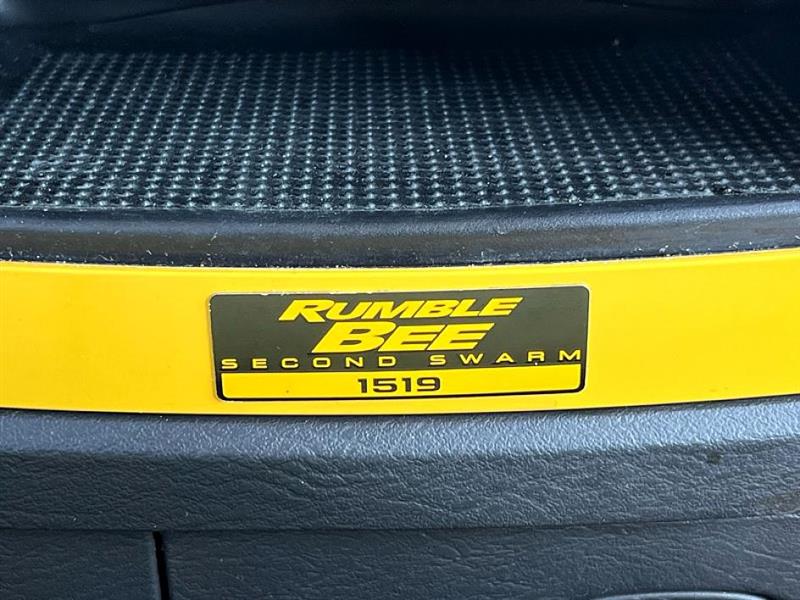 RUMBLE
BEE
SECOND SWARM
1519